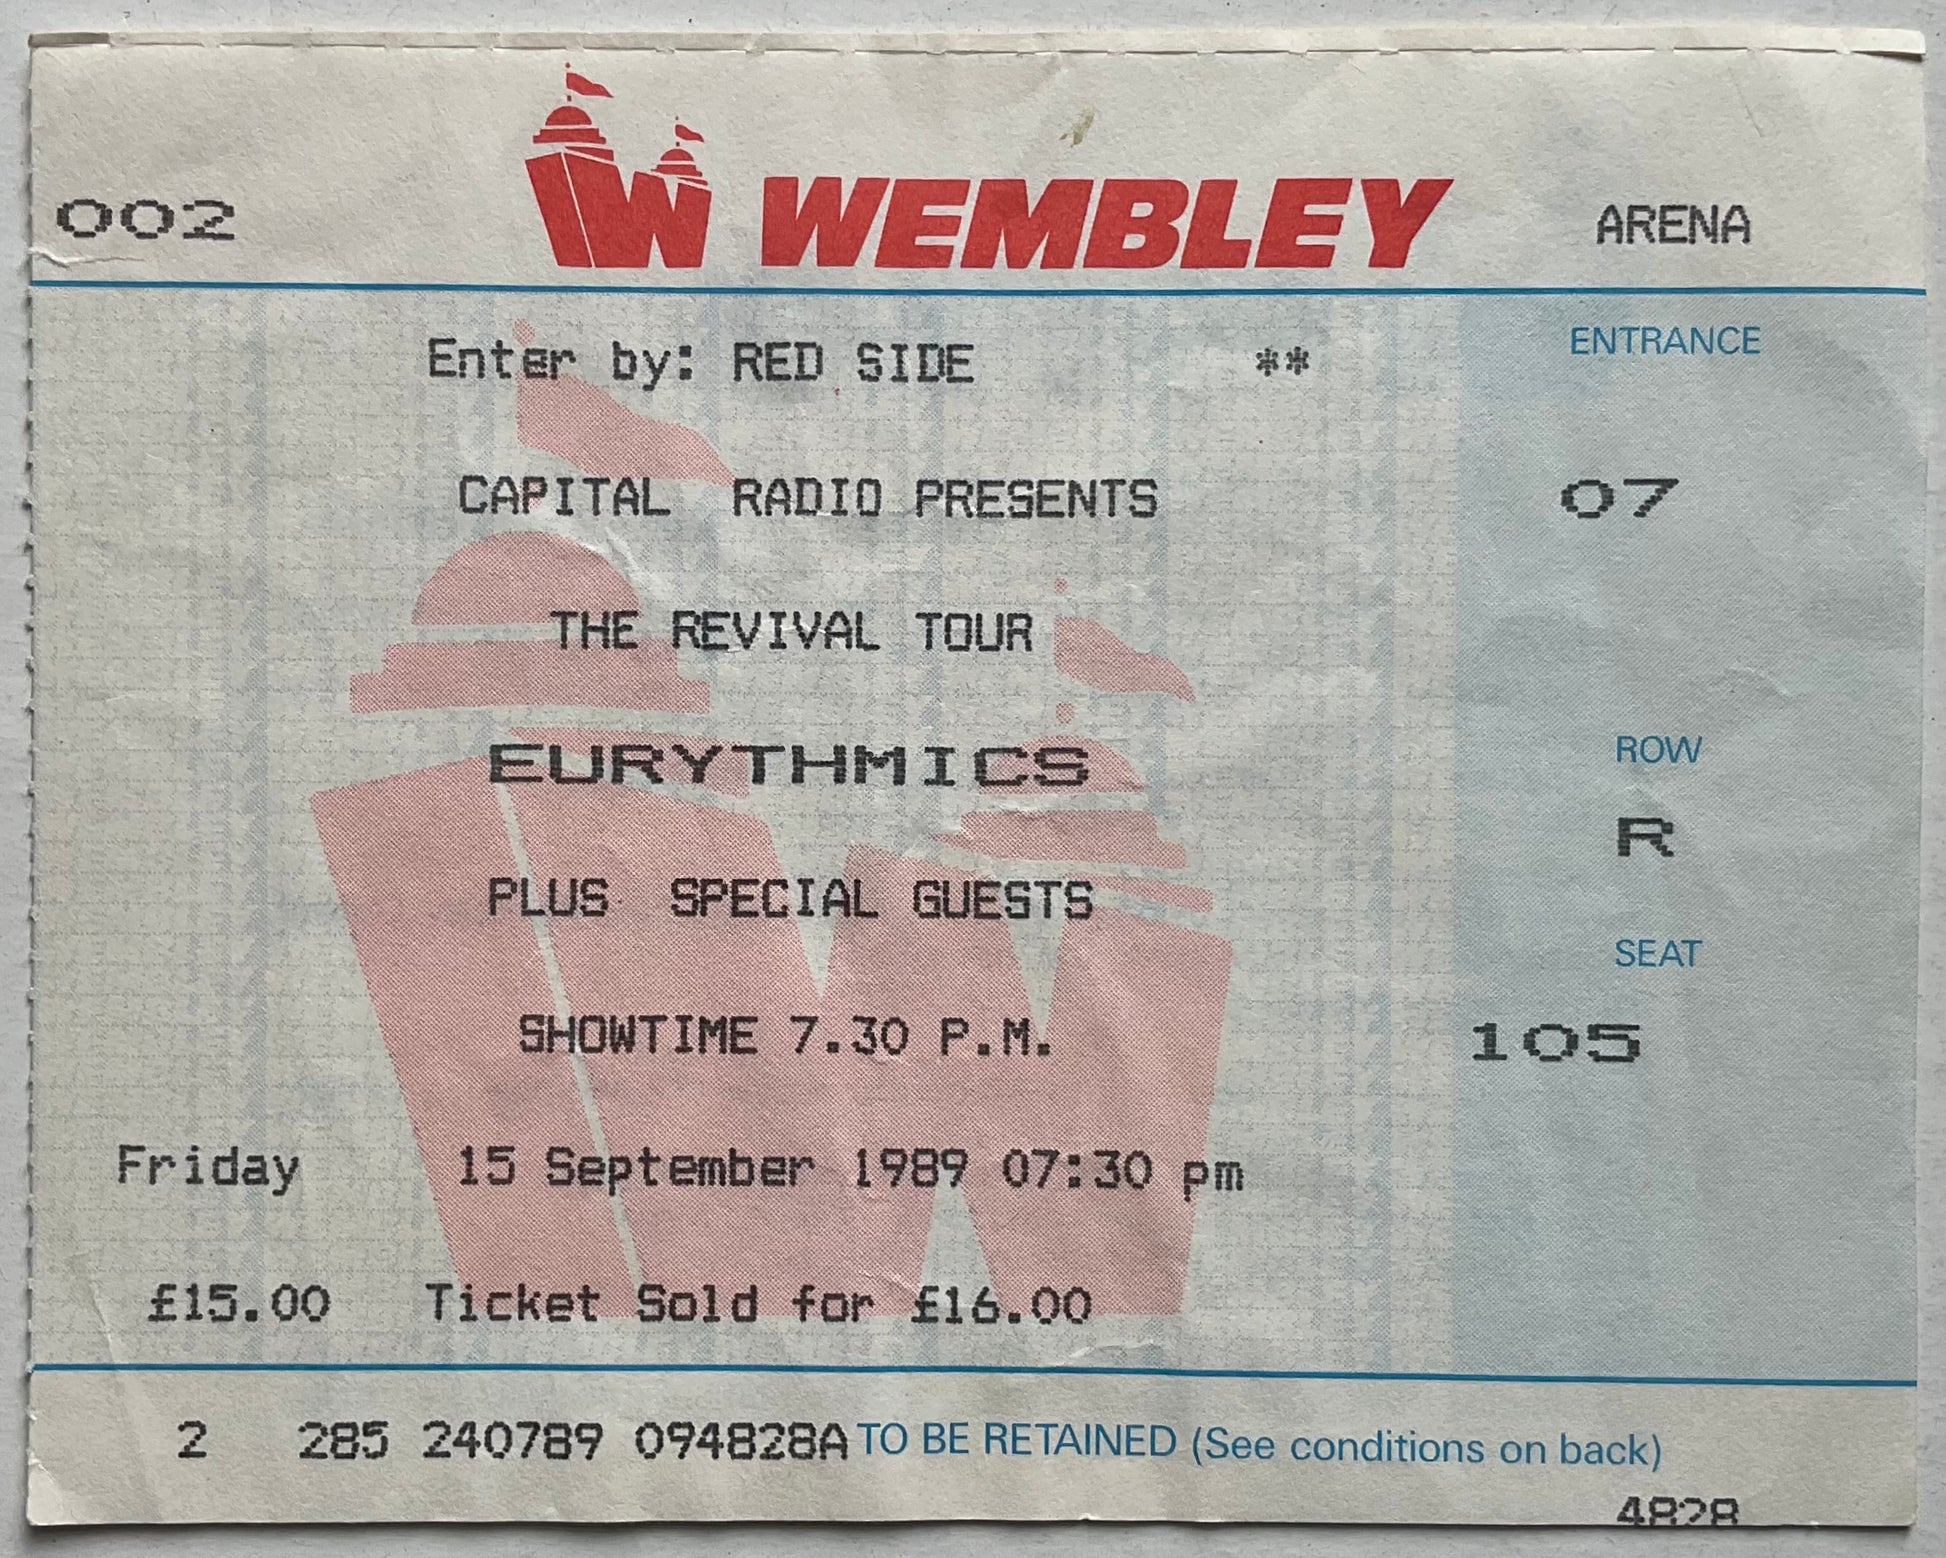 002 WEMBLEY ARENA
Enter by: RED SIDE **
ENTRANCE
CAPITAL RADIO PRESENTS
07
THE REVIVAL TOUR
EURYTHMICS
ROW
R
PLUS SPECIAL GUESTS
SEAT
SHOWTIME 7.30 P.M.
105
Friday 15 September 1989 07:30 pm
£15.00 Ticket Sold for £16.00
2 285 240789 094828A TO BE RETAINED (See conditions on back)
4828